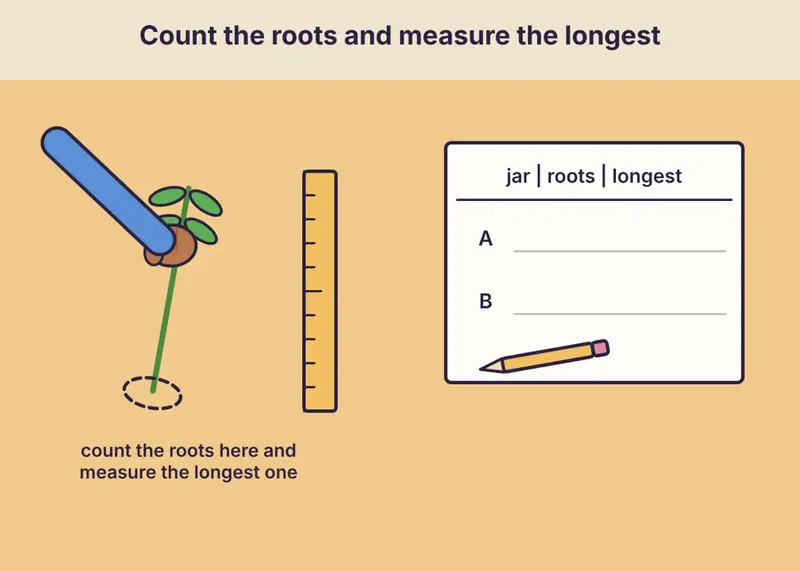 Count the roots and measure the longest
jar | roots | longest
A
B
count the roots here and
measure the longest one